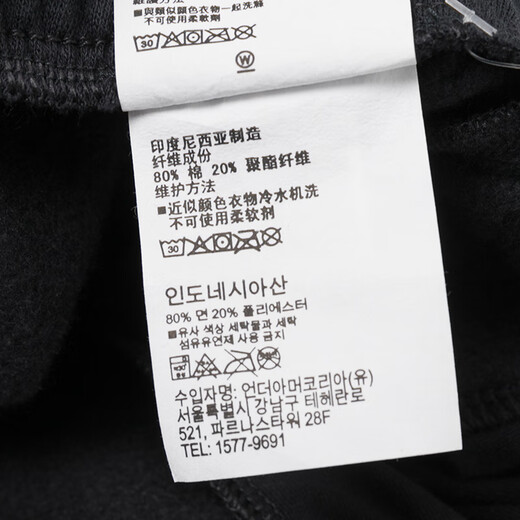 ■與類似顏色衣物一起洗滌
不可使用柔軟劑
30
W
印度尼西亚制造
纤维成份
80% 棉 20% 聚酯纤维
维护方法
■近似颜色衣物冷水机洗
不可使用柔软剂
30
인도네시아산
80% 면 20% 폴리에스터
■유사 색상 세탁물과 세탁
섬유유연제 사용 금지
수입자명: 언더아머코리아(유)
서울특별시 강남구 테헤란로
521, 파르나스타워 28F
TEL: 1577-9691